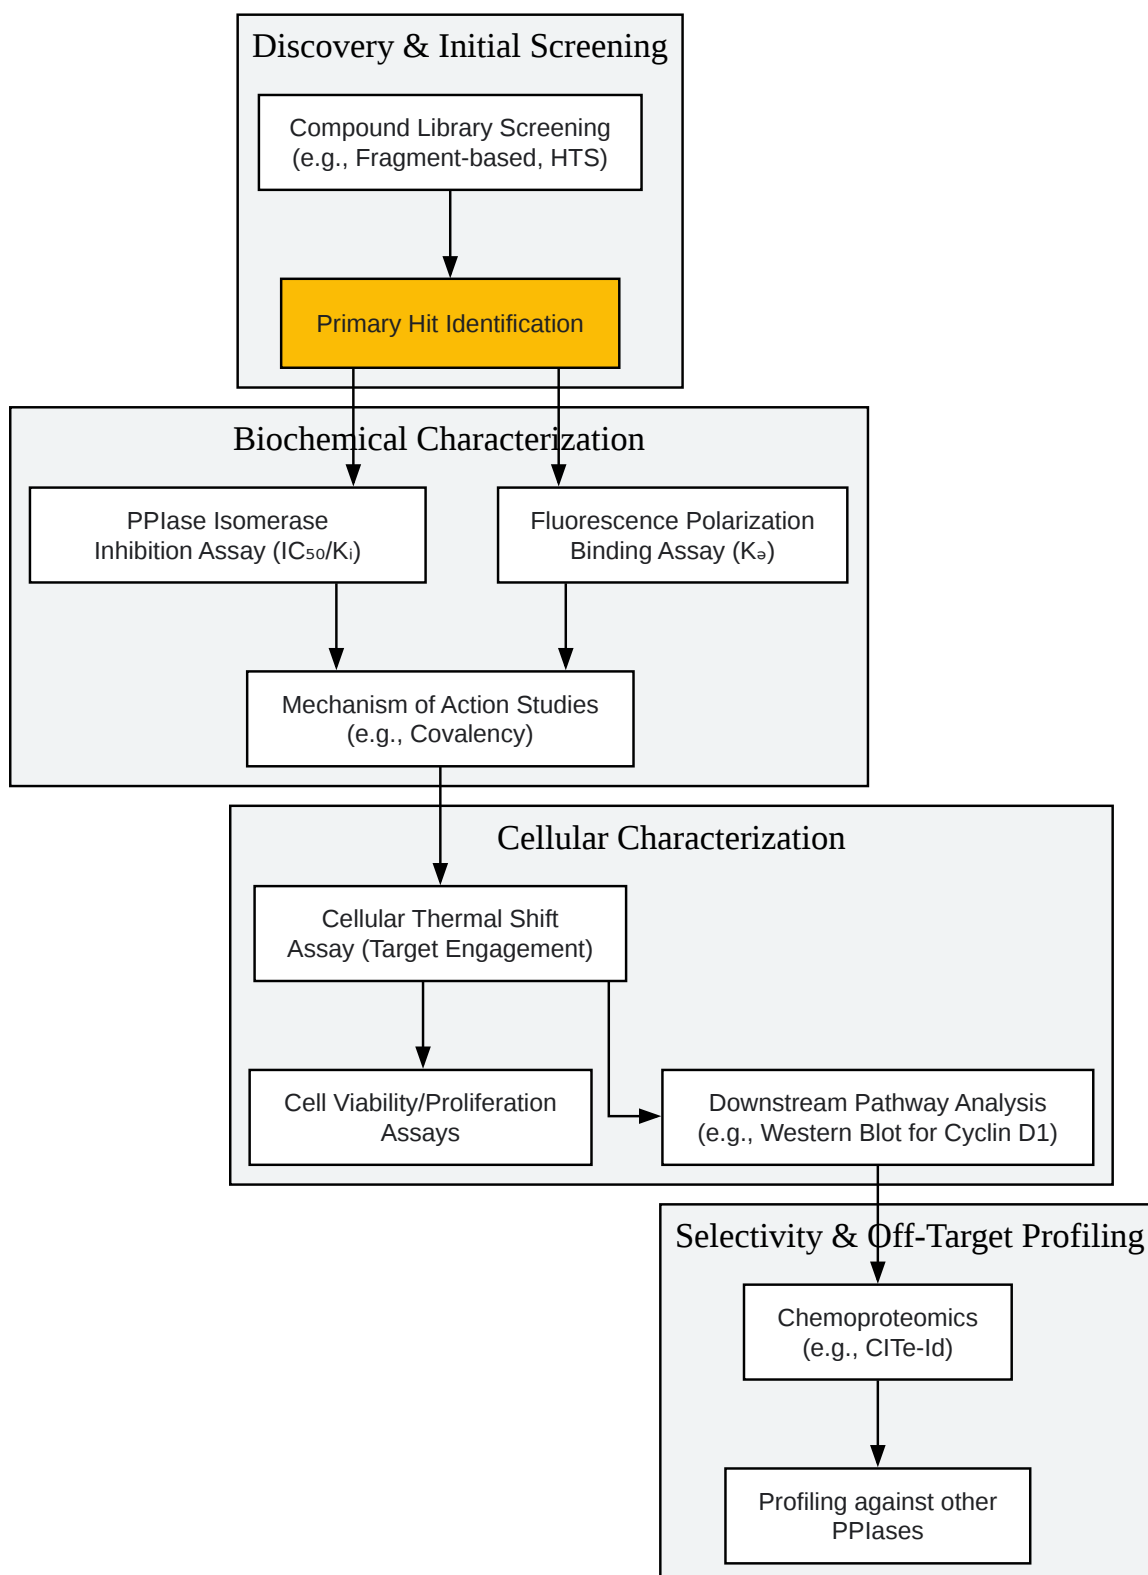 Discovery & Initial Screening
Compound Library Screening
(e.g., Fragment-based, HTS)
Primary Hit Identification
Biochemical Characterization
PPIase Isomerase
Inhibition Assay (IC₅₀/Kᵢ)
Fluorescence Polarization
Binding Assay (Kₔ)
Mechanism of Action Studies
(e.g., Covalency)
Cellular Characterization
Cellular Thermal Shift
Assay (Target Engagement)
Cell Viability/Proliferation
Assays
Downstream Pathway Analysis
(e.g., Western Blot for Cyclin D1)
Selectivity & Off-Target Profiling
Chemoproteomics
(e.g., CITe-Id)
Profiling against other
PPIases